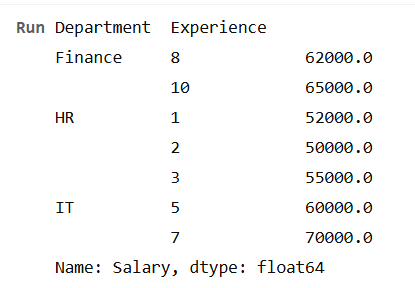 Run Department  Experience
Finance     8             62000.0
            10            65000.0
HR          1             52000.0
            2             50000.0
            3             55000.0
IT          5             60000.0
            7             70000.0
Name: Salary, dtype: float64